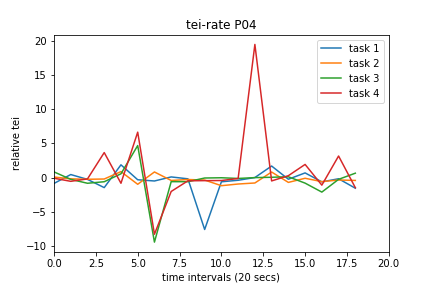 tei-rate P04
task 1
task 2
task 3
task 4
relative tei
20
15
10
5
0
−5
−10
0.0 2.5 5.0 7.5 10.0 12.5 15.0 17.5 20.0
time intervals (20 secs)